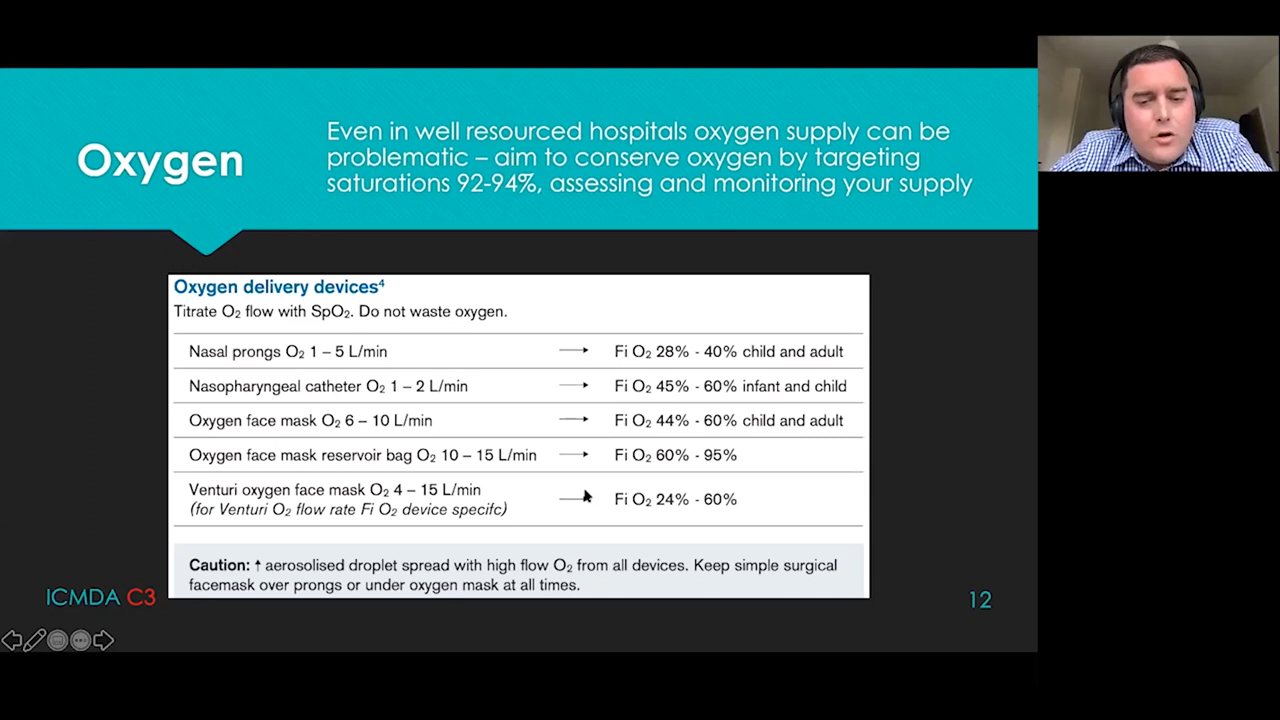 Oxygen
Even in well resourced hospitals oxygen supply can be
problematic – aim to conserve oxygen by targeting
saturations 92-94%, assessing and monitoring your supply
Oxygen delivery devices⁴
Titrate O₂ flow with SpO₂. Do not waste oxygen.
Nasal prongs O₂ 1 – 5 L/min → Fi O₂ 28% - 40% child and adult
Nasopharyngeal catheter O₂ 1 – 2 L/min → Fi O₂ 45% - 60% infant and child
Oxygen face mask O₂ 6 – 10 L/min → Fi O₂ 44% - 60% child and adult
Oxygen face mask reservoir bag O₂ 10 – 15 L/min → Fi O₂ 60% - 95%
Venturi oxygen face mask O₂ 4 – 15 L/min
(for Venturi O₂ flow rate Fi O₂ device specifc) → Fi O₂ 24% - 60%
Caution: ↑ aerosolised droplet spread with high flow O₂ from all devices. Keep simple surgical
facemask over prongs or under oxygen mask at all times.
ICMDA C3
12